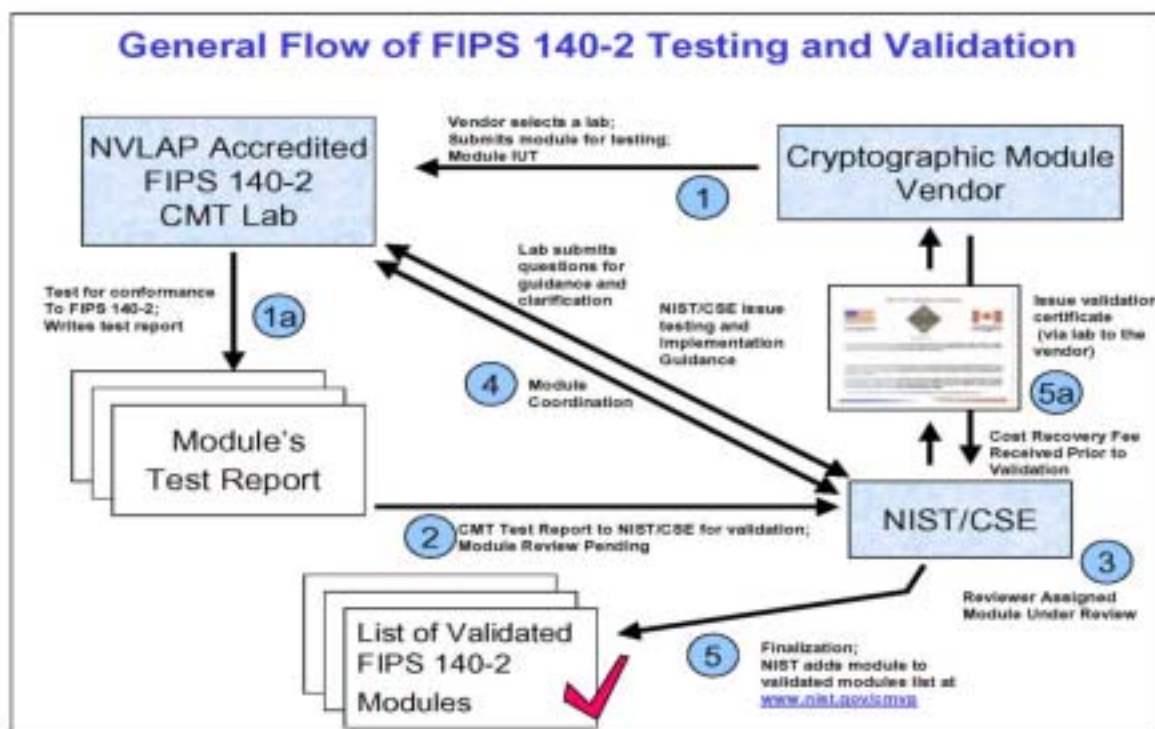 General Flow of FIPS 140-2 Testing and Validation
NVLAP Accredited
FIPS 140-2
CMT Lab
Vendor selects a lab;
Submits module for testing;
Module IUT
1
Cryptographic Module
Vendor
Test for conformance
To FIPS 140-2;
Writes test report
1a
Lab submits
questions for
guidance and
clarification
NIST/CSE issue
testing and
Implementation
Guidance
4
Module
Coordination
Issue validation
certificate
(via lab to the
vendor)
5a
Cost Recovery Fee
Received Prior to
Validation
Module's
Test Report
2
CMT Test Report to NIST/CSE for validation;
Module Review Pending
NIST/CSE
3
Reviewer Assigned
Module Under Review
List of Validated
FIPS 140-2
Modules
5
Finalization;
NIST adds module to
validated modules list at
www.nist.gov/cmvp